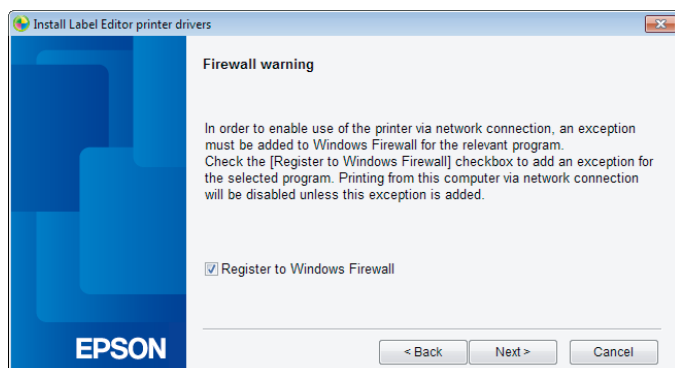 Install Label Editor printer drivers
Firewall warning
In order to enable use of the printer via network connection, an exception
must be added to Windows Firewall for the relevant program.
Check the [Register to Windows Firewall] checkbox to add an exception for
the selected program. Printing from this computer via network connection
will be disabled unless this exception is added.
Register to Windows Firewall
EPSON
< Back
Next >
Cancel